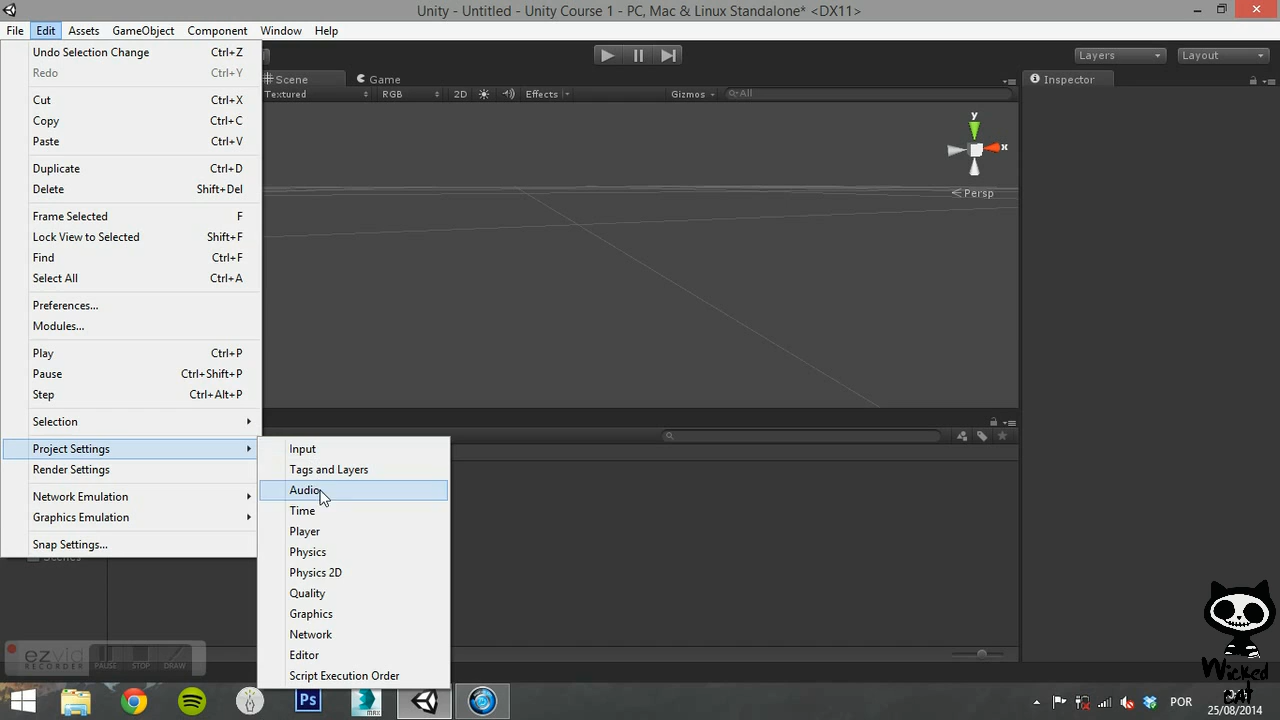 Unity - Untitled - Unity Course 1 - PC, Mac & Linux Standalone* <DX11>
File Edit Assets GameObject Component Window Help
Undo Selection Change Ctrl+Z
Redo Ctrl+Y
Cut Ctrl+X
Copy Ctrl+C
Paste Ctrl+V
Duplicate Ctrl+D
Delete Shift+Del
Frame Selected F
Lock View to Selected Shift+F
Find Ctrl+F
Select All Ctrl+A
Preferences...
Modules...
Play Ctrl+P
Pause Ctrl+Shift+P
Step Ctrl+Alt+P
Selection
Project Settings
Render Settings
Network Emulation
Graphics Emulation
Snap Settings...
Input
Tags and Layers
Audio
Time
Player
Physics
Physics 2D
Quality
Graphics
Network
Editor
Script Execution Order
Layers Layout
Scene Game
Textured RGB 2D Effects Gizmos All
Inspector
y
x
Persp
ezvid
RECORDER
PAUSE STOP DRAW
Ps
MAX
Wicked
Cat
POR
25/08/2014